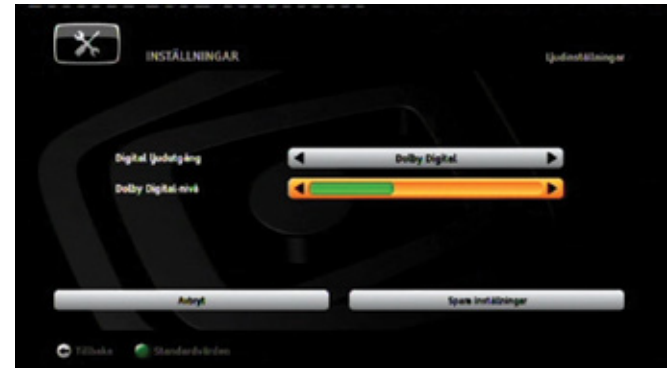 INSTÄLLNINGAR
Ljudinställningar
Digital ljudutgång
Dolby Digital
Dolby Digital-nivå
Avbryt
Spara inställningar
Tillbaka
Standardvärden